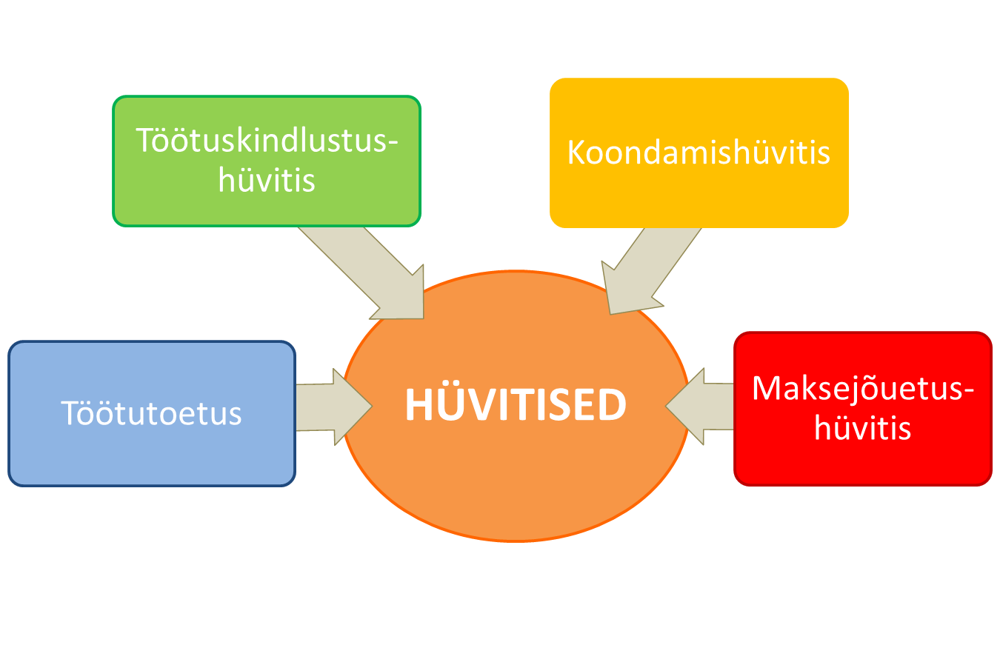 Töötuskindlustus-
hüvitis
Koondamishüvitis
Töötutoetus
HÜVITISED
Maksejõuetus-
hüvitis